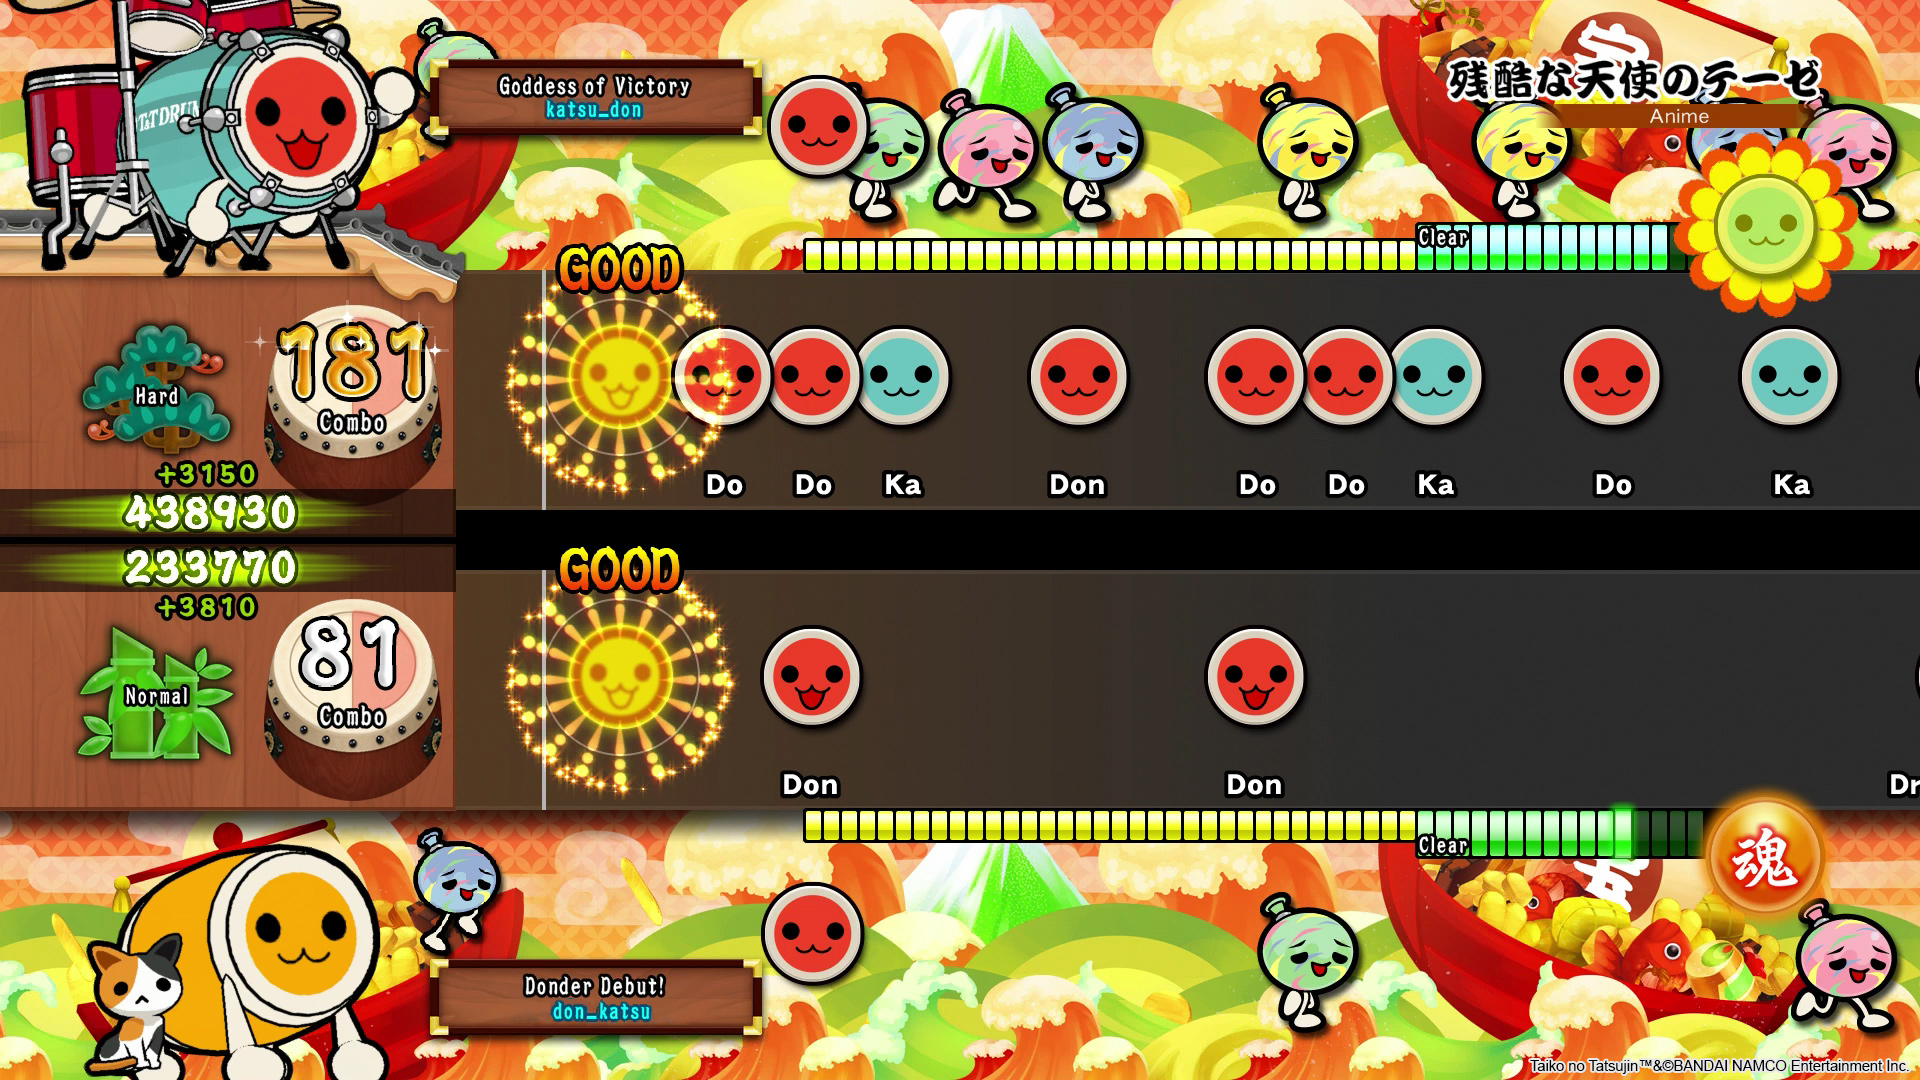 Goddess of Victory
katsu_don
残酷な天使のテーゼ
Anime
Clear
GOOD
Hard
181
Combo
+3150
438930
Do Do Ka Don Do Do Ka Do Ka
233770
+3810
GOOD
81
Combo
Normal
Don Don
Clear
魂
Donder Debut!
don_katsu
Taiko no Tatsujin™&©BANDAI NAMCO Entertainment Inc.